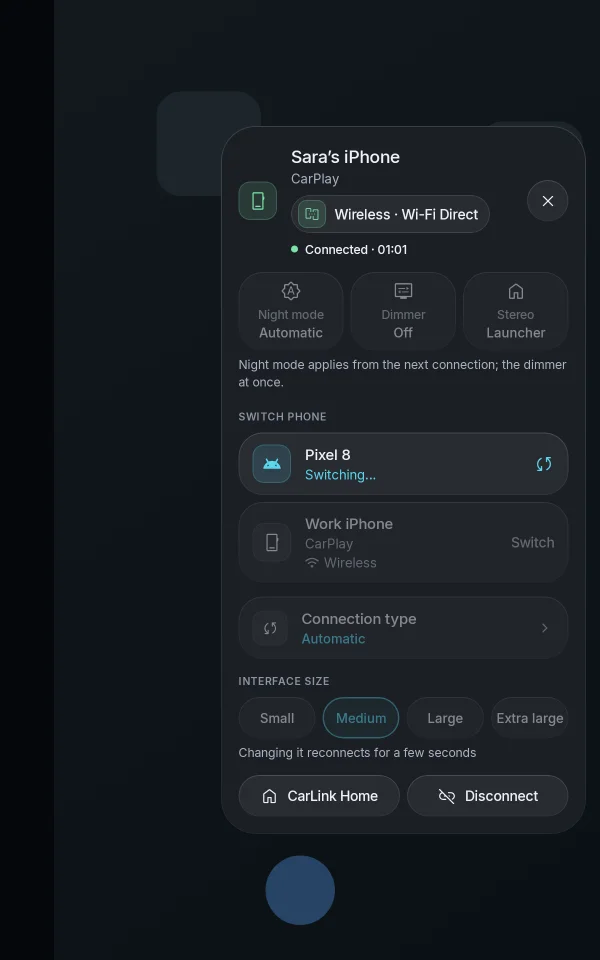 Sara’s iPhone
CarPlay
Wireless · Wi-Fi Direct
Connected · 01:01
Night mode
Automatic
Dimmer
Off
Stereo
Launcher
Night mode applies from the next connection; the dimmer
at once.
SWITCH PHONE
Pixel 8
Switching...
Work iPhone
CarPlay
Wireless
Switch
Connection type
Automatic
INTERFACE SIZE
Small
Medium
Large
Extra large
Changing it reconnects for a few seconds
CarLink Home
Disconnect